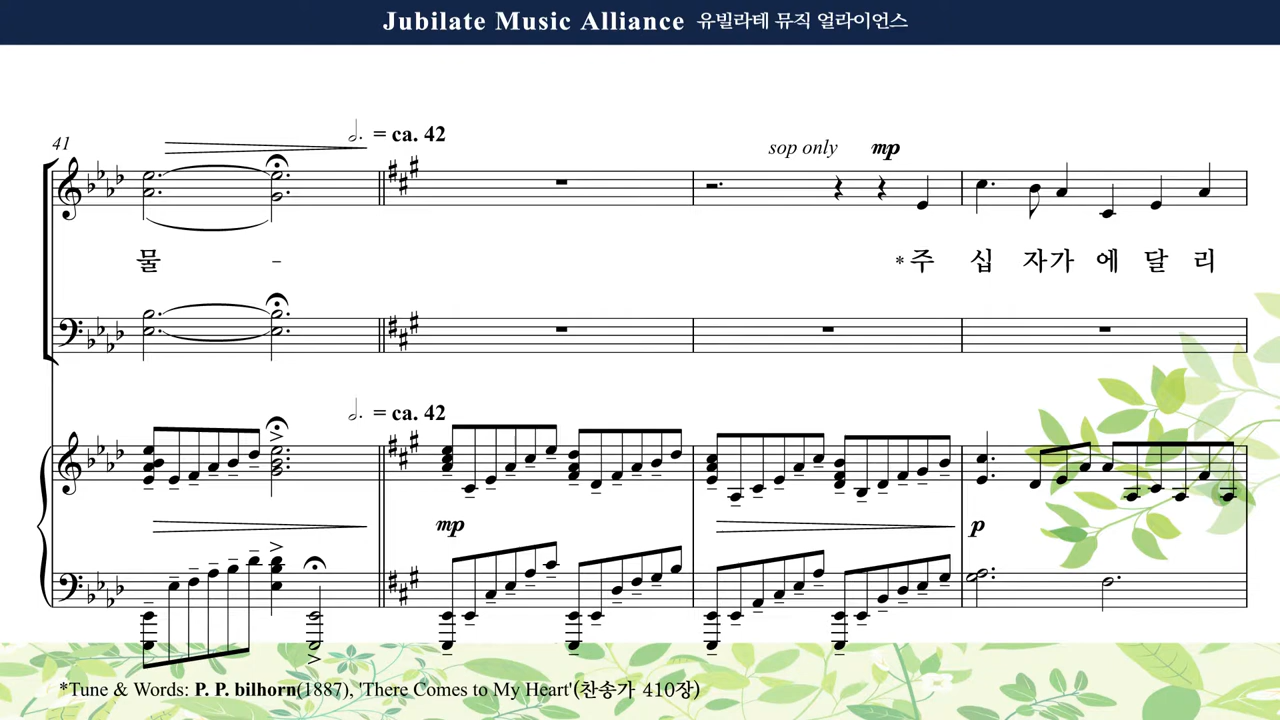 Jubilate Music Alliance 유빌라테 뮤직 얼라이언스
41
𝅗𝅥. = ca. 42
sop only mp
물 - *주 십 자가 에 달 리
𝅗𝅥. = ca. 42
mp p
*Tune & Words: P. P. bilhorn(1887), 'There Comes to My Heart'(찬송가 410장)